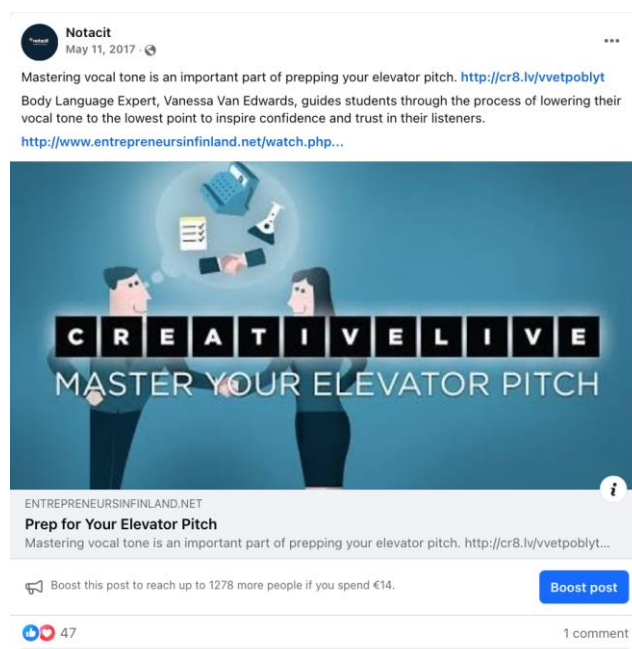 Notacit
May 11, 2017 ·
Mastering vocal tone is an important part of prepping your elevator pitch. http://cr8.lv/vvetpoblyt
Body Language Expert, Vanessa Van Edwards, guides students through the process of lowering their
vocal tone to the lowest point to inspire confidence and trust in their listeners.
http://www.entrepreneursinfinland.net/watch.php...
CREATIVELIVE
MASTER YOUR ELEVATOR PITCH
ENTREPRENEURSINFINLAND.NET
Prep for Your Elevator Pitch
Mastering vocal tone is an important part of prepping your elevator pitch. http://cr8.lv/vvetpoblyt...
Boost this post to reach up to 1278 more people if you spend €14.
Boost post
47
1 comment